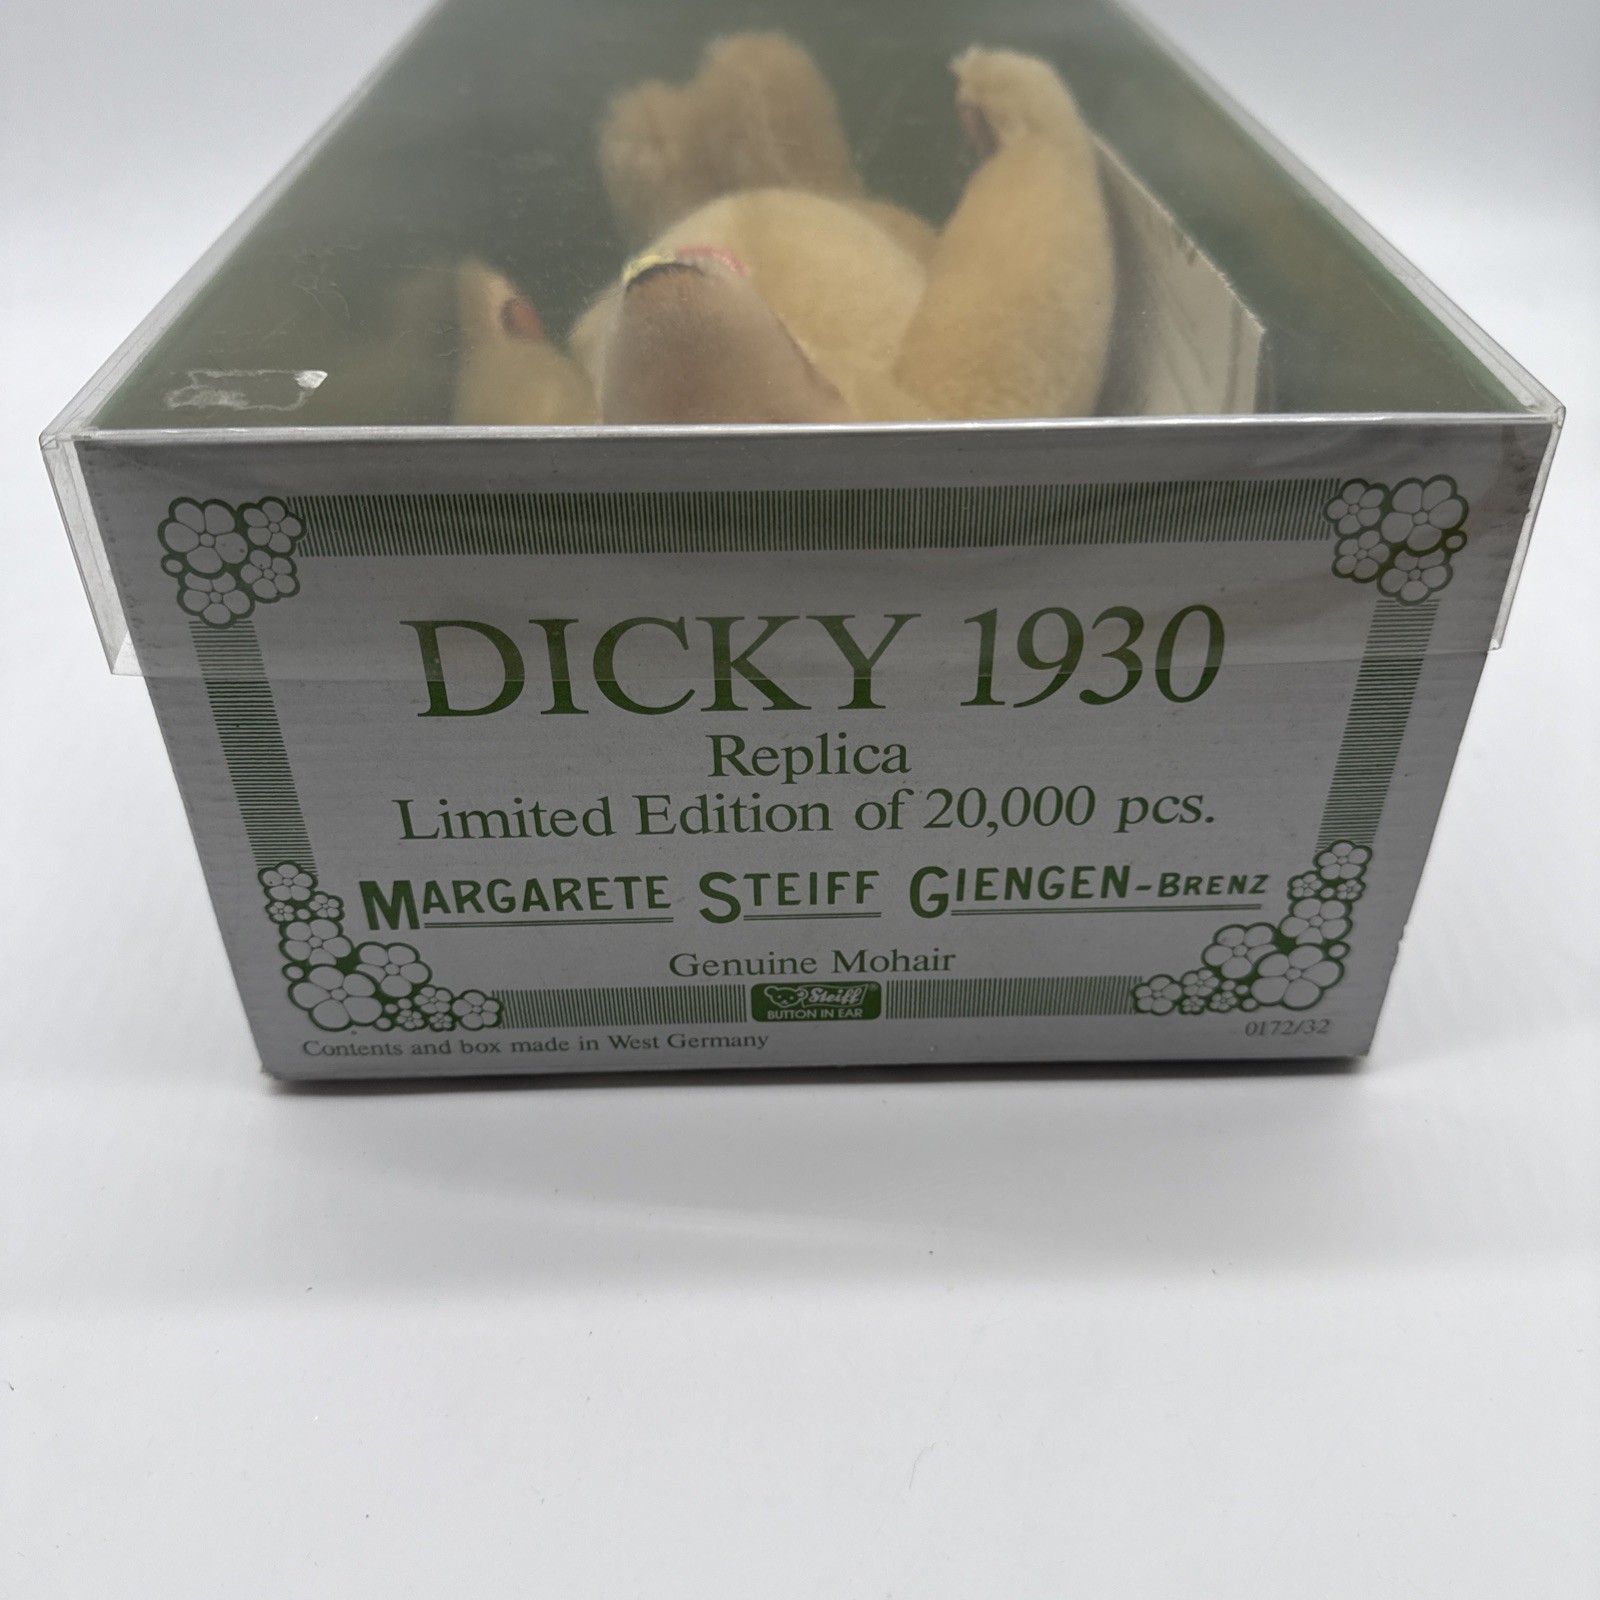 DICKY 1930
Replica
Limited Edition of 20,000 pcs.
MARGARETE STEIFF GIENGEN-BRENZ
Genuine Mohair
Steiff®
BUTTON IN EAR
Contents and box made in West Germany
0172/32